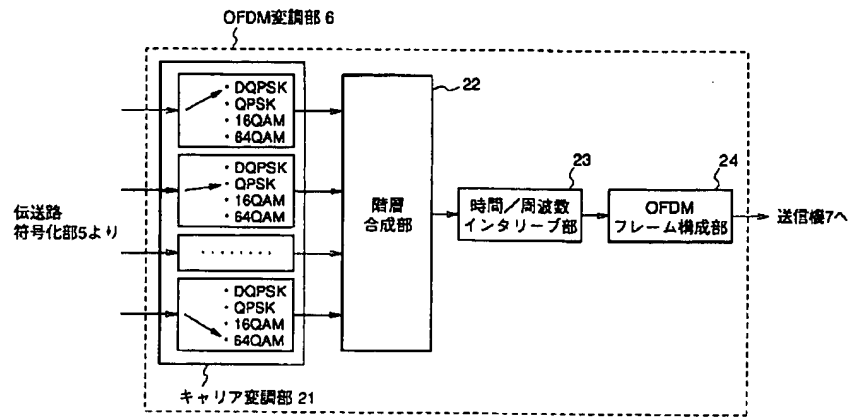 OFDM変調部 6
・DQPSK
・QPSK
・16QAM
・64QAM
22
・DQPSK
・QPSK
・16QAM
・64QAM
23
24
伝送路
符号化部5より
階層
合成部
時間／周波数
インタリーブ部
OFDM
フレーム構成部
送信機7へ
・・・・・・・・
・DQPSK
・QPSK
・16QAM
・64QAM
キャリア変調部 21